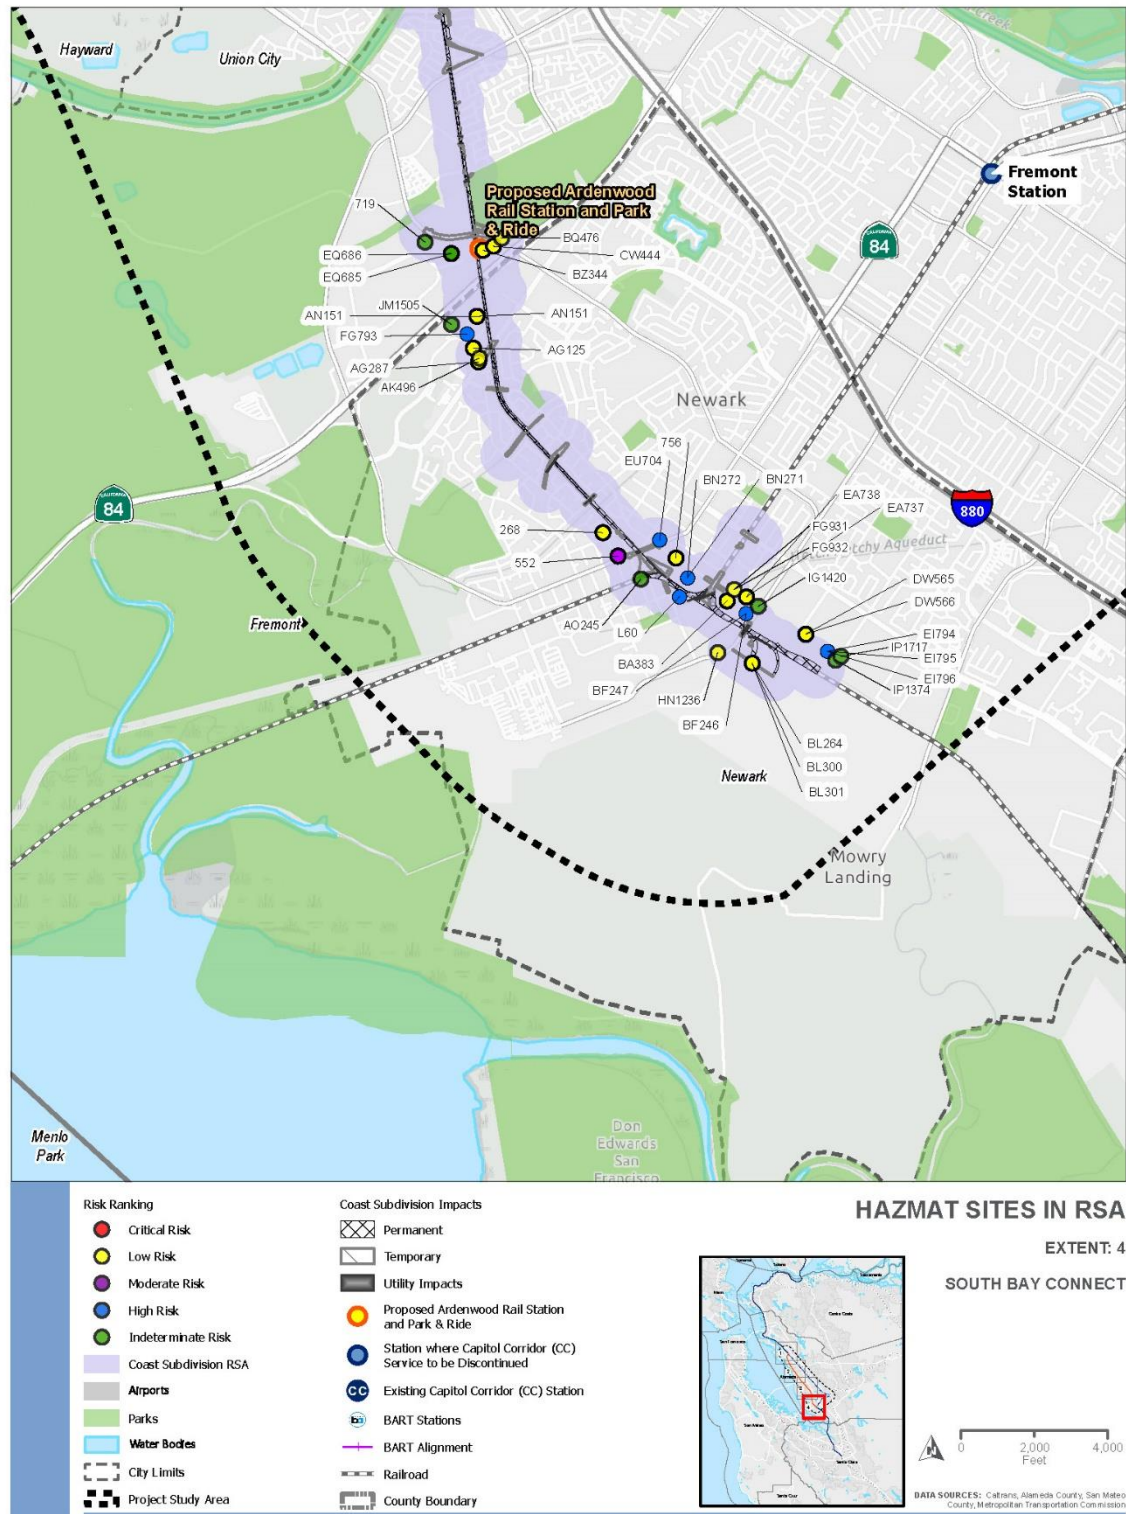 Hayward
Union City
Creek
Fremont
Station
CALIFORNIA
84
Proposed Ardenwood
Rail Station and Park
& Ride
719
EQ686
EQ685
BQ476
CW444
BZ344
JM1505
AN151
AN151
FG793
AG125
AG287
AK496
Newark
756
EU704
BN272
BN271
EA738
EA737
FG931
FG932
Hetch Hetchy Aqueduct
880
CALIFORNIA
84
268
552
IG1420
DW565
DW566
Fremont
AO245
L60
EI794
IP1717
EI795
EI796
IP1374
BA383
BF247
HN1236
BF246
BL264
BL300
BL301
Newark
Mowry
Landing
Don
Edwards
San
Francisco
Menlo
Park
Risk Ranking
Critical Risk
Low Risk
Moderate Risk
High Risk
Indeterminate Risk
Coast Subdivision RSA
Airports
Parks
Water Bodies
City Limits
Project Study Area
Coast Subdivision Impacts
Permanent
Temporary
Utility Impacts
Proposed Ardenwood Rail Station
and Park & Ride
Station where Capitol Corridor (CC)
Service to be Discontinued
CC
Existing Capitol Corridor (CC) Station
BART Stations
BART Alignment
Railroad
County Boundary
HAZMAT SITES IN RSA
EXTENT: 4
SOUTH BAY CONNECT
N
0 2,000 4,000
Feet
DATA SOURCES: Caltrans, Alameda County, San Mateo
County, Metropolitan Transportation Commission